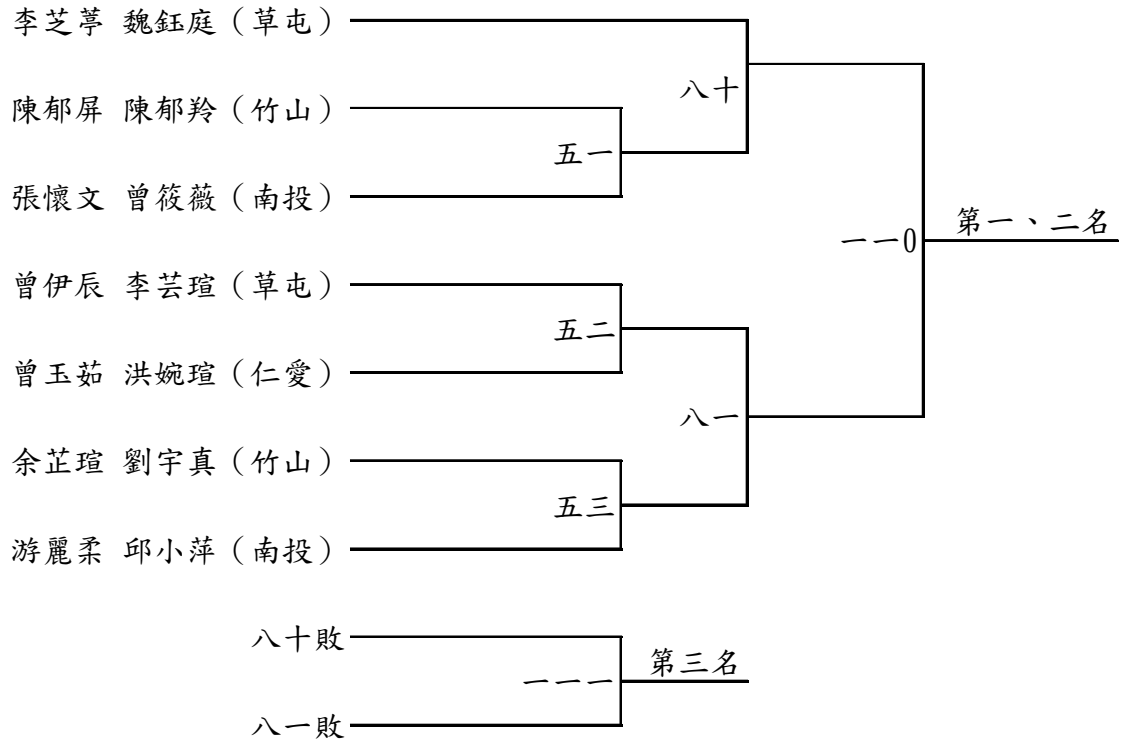 李芝葶 魏鈺庭（草屯）
八十
陳郁屏 陳郁羚（竹山）
五一
張懷文 曾筱薇（南投）
一一0
第一、二名
曾伊辰 李芸瑄（草屯）
五二
曾玉茹 洪婉瑄（仁愛）
八一
余芷瑄 劉宇真（竹山）
五三
游麗柔 邱小萍（南投）
八十敗
一一一
第三名
八一敗